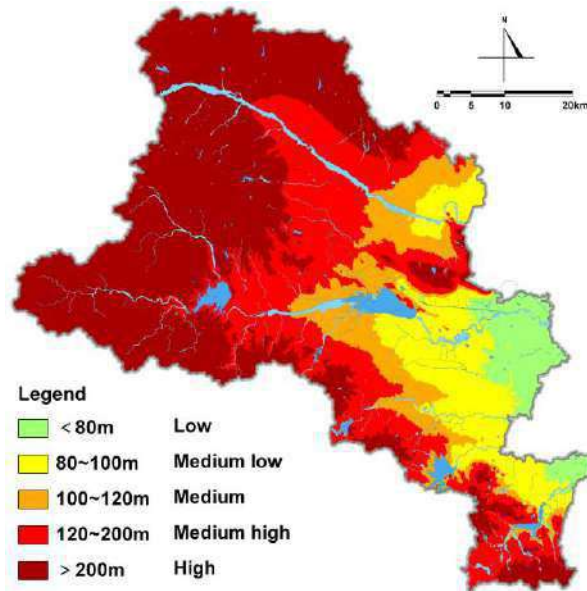 N
0 5 10 20km
Legend
<80m Low
80~100m Medium low
100~120m Medium
120~200m Medium high
>200m High